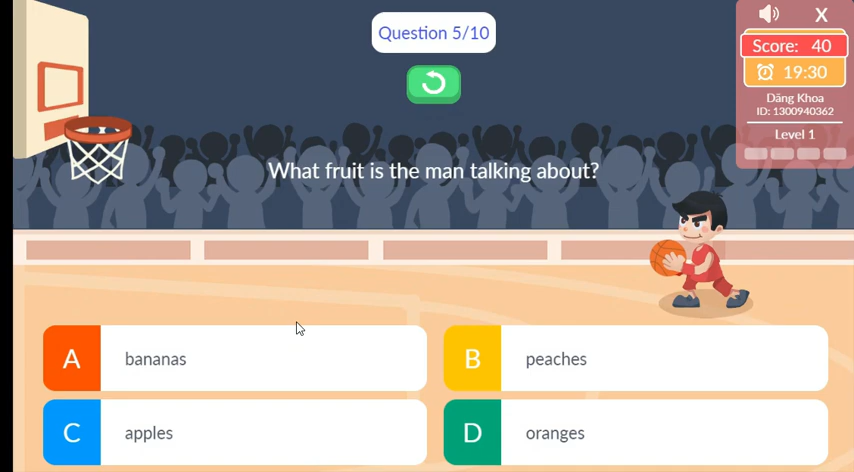 Question 5/10
X
Score: 40
19:30
Dăng Khoa
ID: 1300940362
Level 1
What fruit is the man talking about?
A bananas
B peaches
C apples
D oranges